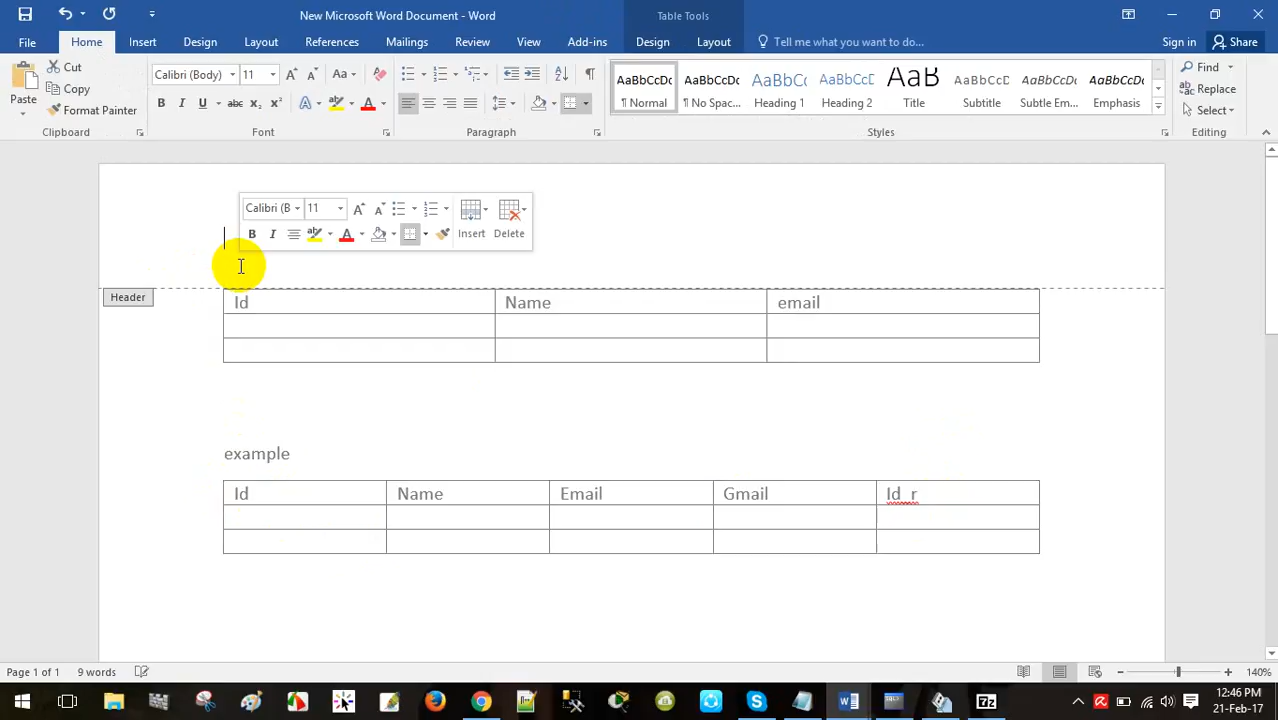 New Microsoft Word Document - Word
Table Tools
File Home Insert Design Layout References Mailings Review View Add-ins Design Layout Tell me what you want to do... Sign in Share
Cut
Copy
Format Painter
Paste
Clipboard
Calibri (Body) 11
Font
Paragraph
AaBbCcDc AaBbCcDc AaBbCc AaBbCcD AaB AaBbCcD AaBbCcDc AaBbCcDc
¶ Normal ¶ No Spac... Heading 1 Heading 2 Title Subtitle Subtle Em... Emphasis
Styles
Find
Replace
Select
Editing
Calibri (B 11
Insert Delete
Header
Id Name email
example
Id Name Email Gmail Id_r
Page 1 of 1 9 words 140%
12:46 PM
21-Feb-17